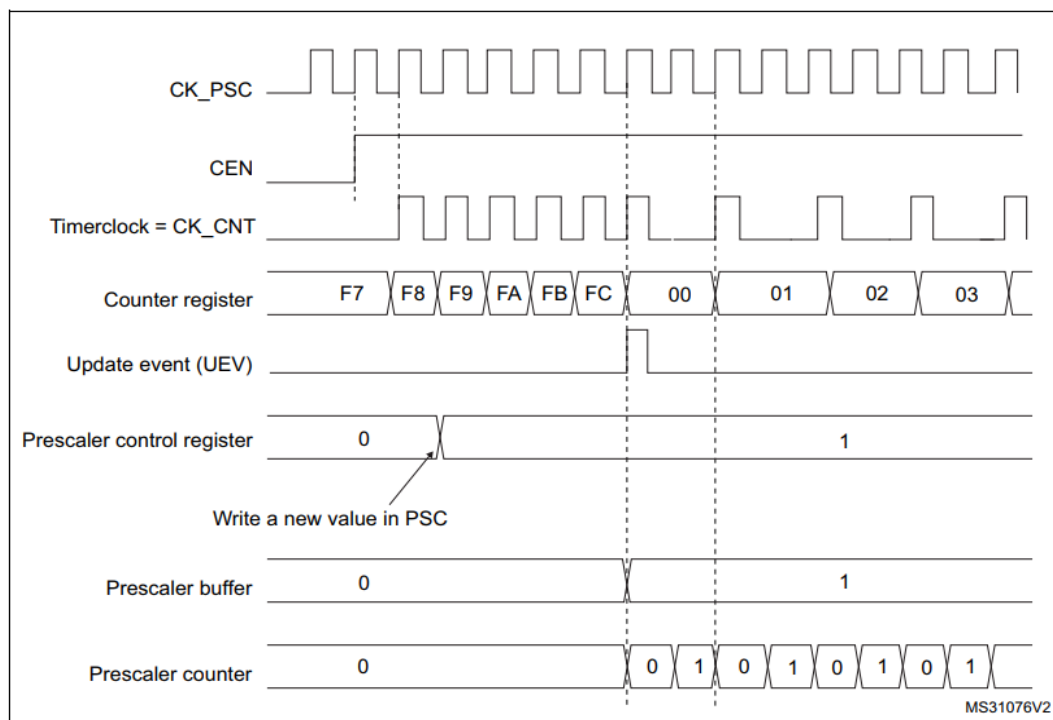 CK_PSC
CEN
Timerclock = CK_CNT
Counter register F7 F8 F9 FA FB FC 00 01 02 03
Update event (UEV)
Prescaler control register 0 1
Write a new value in PSC
Prescaler buffer 0 1
Prescaler counter 0 0 1 0 1 0 1 0 1
MS31076V2